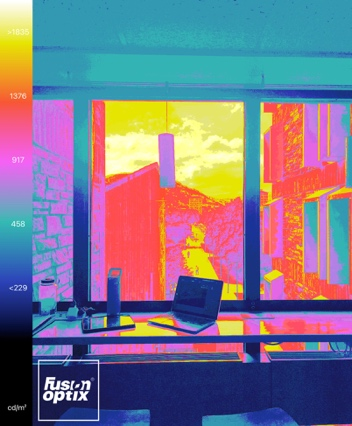 >1835
1376
917
458
<229
cd/m²
fusion
optix®